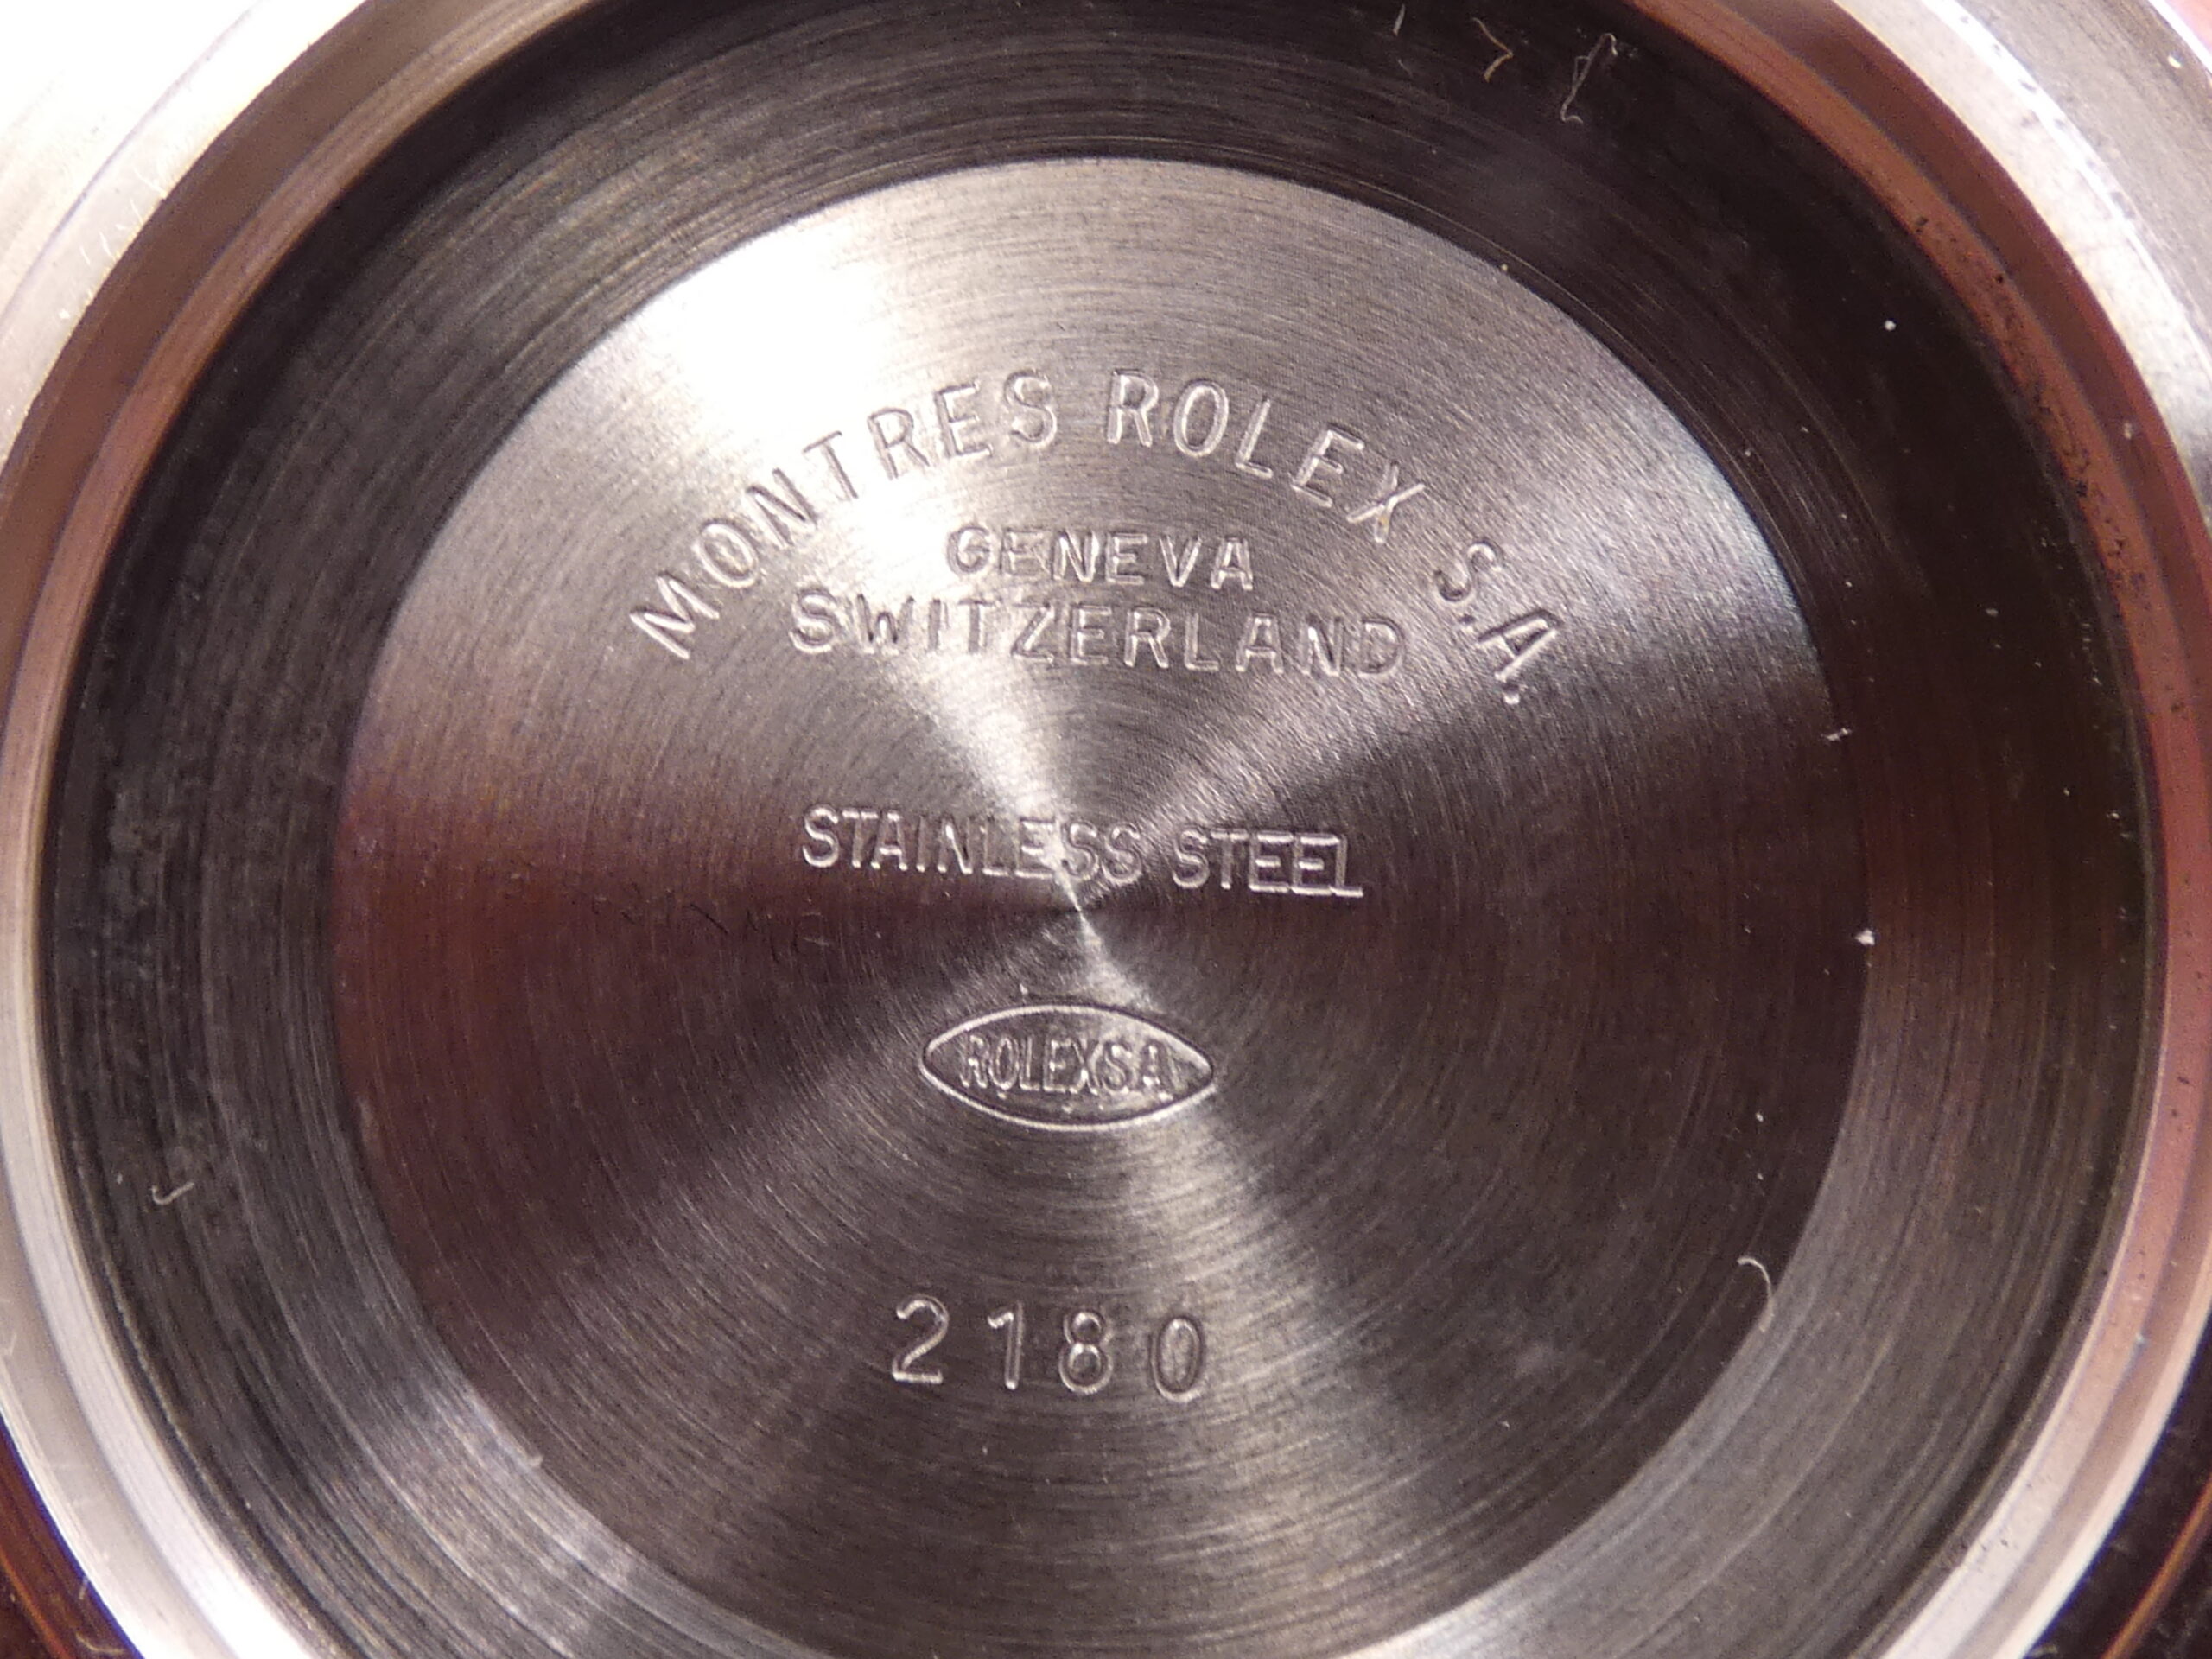 MONTRES ROLEX S.A.
GENEVA
SWITZERLAND
STAINLESS STEEL
ROLEXSA
2180